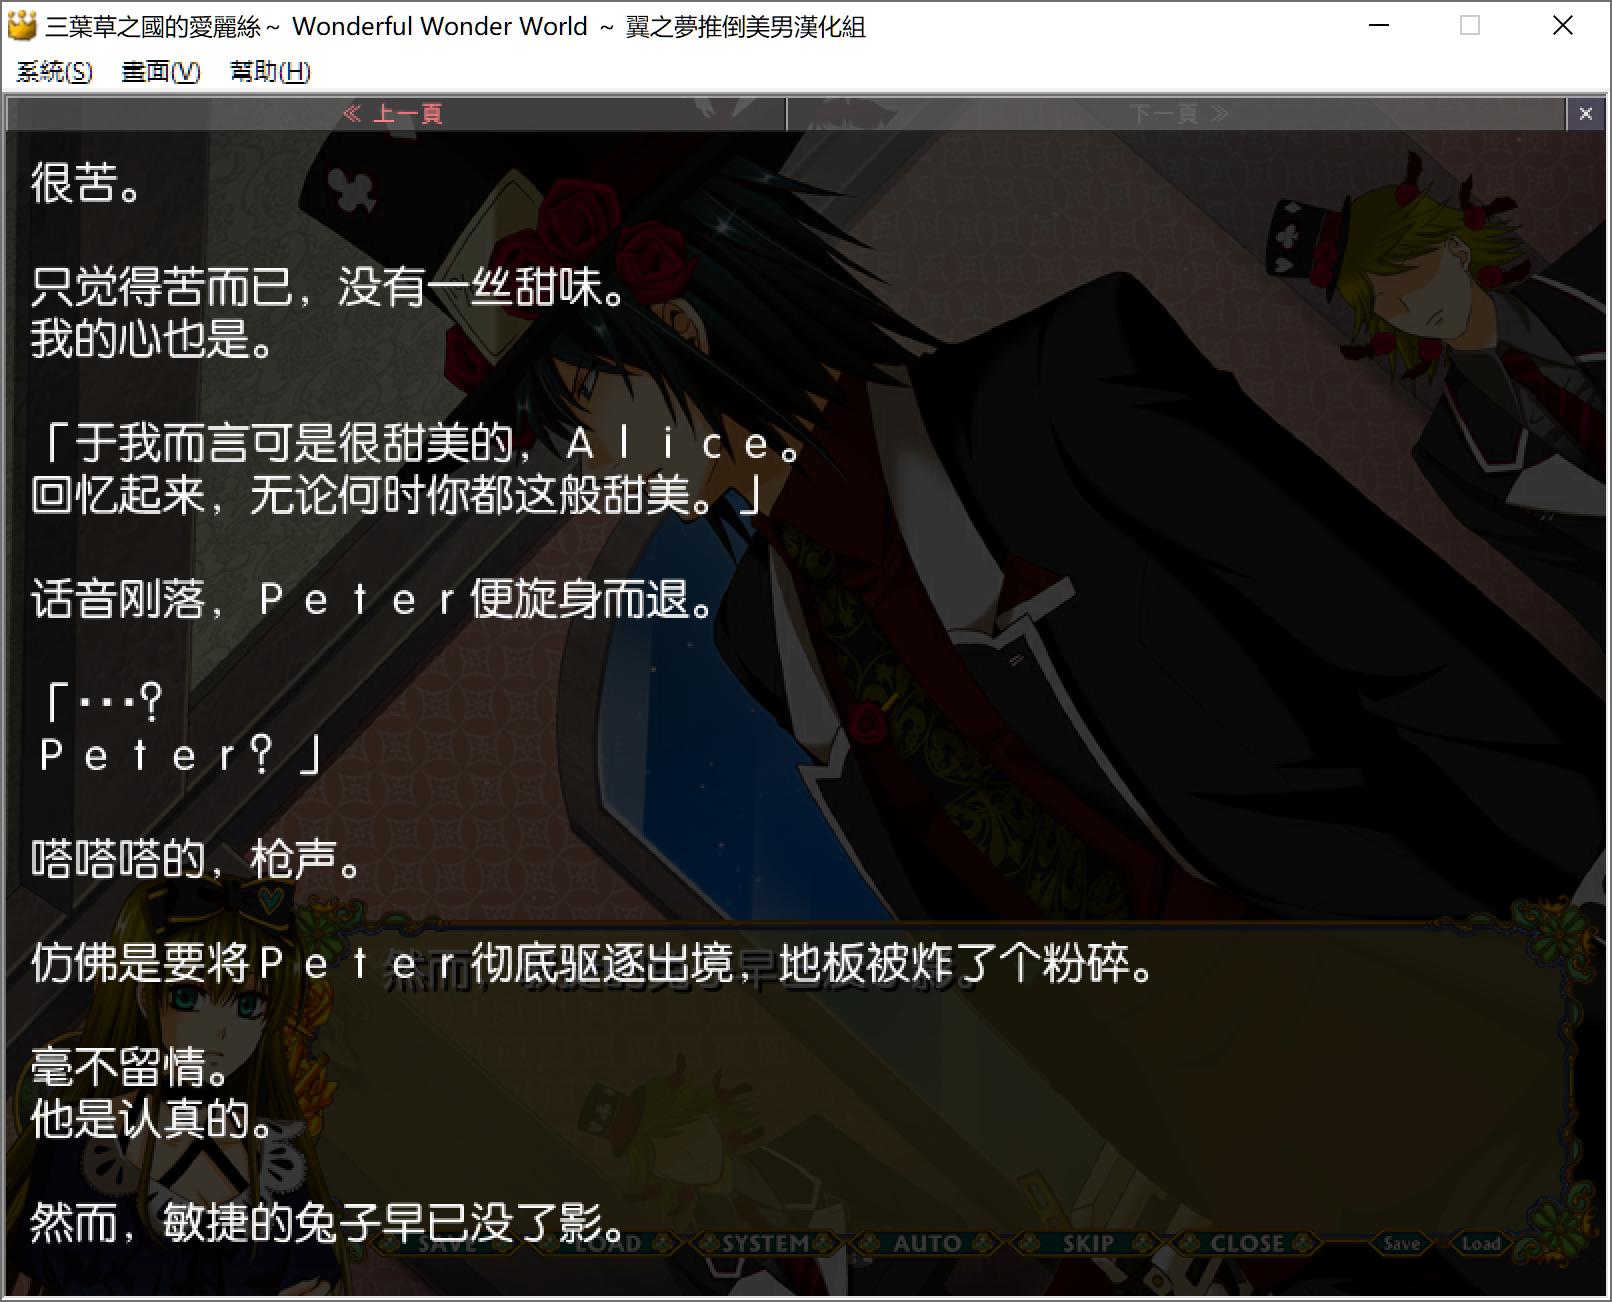 三葉草之國的愛麗絲～ Wonderful Wonder World ～ 翼之夢推倒美男漢化組
系統(S) 畫面(V) 幫助(H)
≪ 上一頁 下一頁 ≫ ×
很苦。
只觉得苦而已，没有一丝甜味。
我的心也是。
「于我而言可是很甜美的，Ａｌｉｃｅ。
回忆起来，无论何时你都这般甜美。」
话音刚落，Ｐｅｔｅｒ便旋身而退。
「…？
Ｐｅｔｅｒ？」
嗒嗒嗒的，枪声。
仿佛是要将Ｐｅｔｅｒ彻底驱逐出境，地板被炸了个粉碎。
毫不留情。
他是认真的。
然而，敏捷的兔子早已没了影。
SAVE LOAD SYSTEM AUTO SKIP CLOSE Save Load